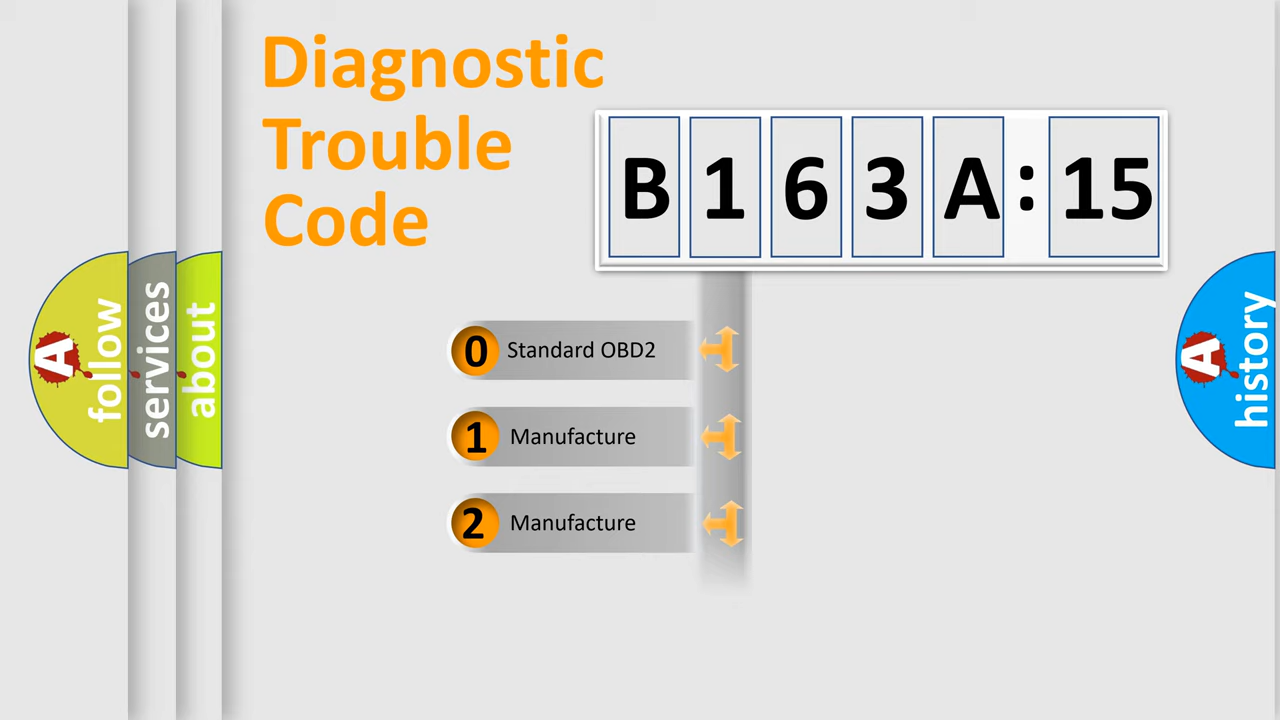 Diagnostic
Trouble
Code
B 1 6 3 A : 15
0 Standard OBD2
1 Manufacture
2 Manufacture
A follow
services
about
A history